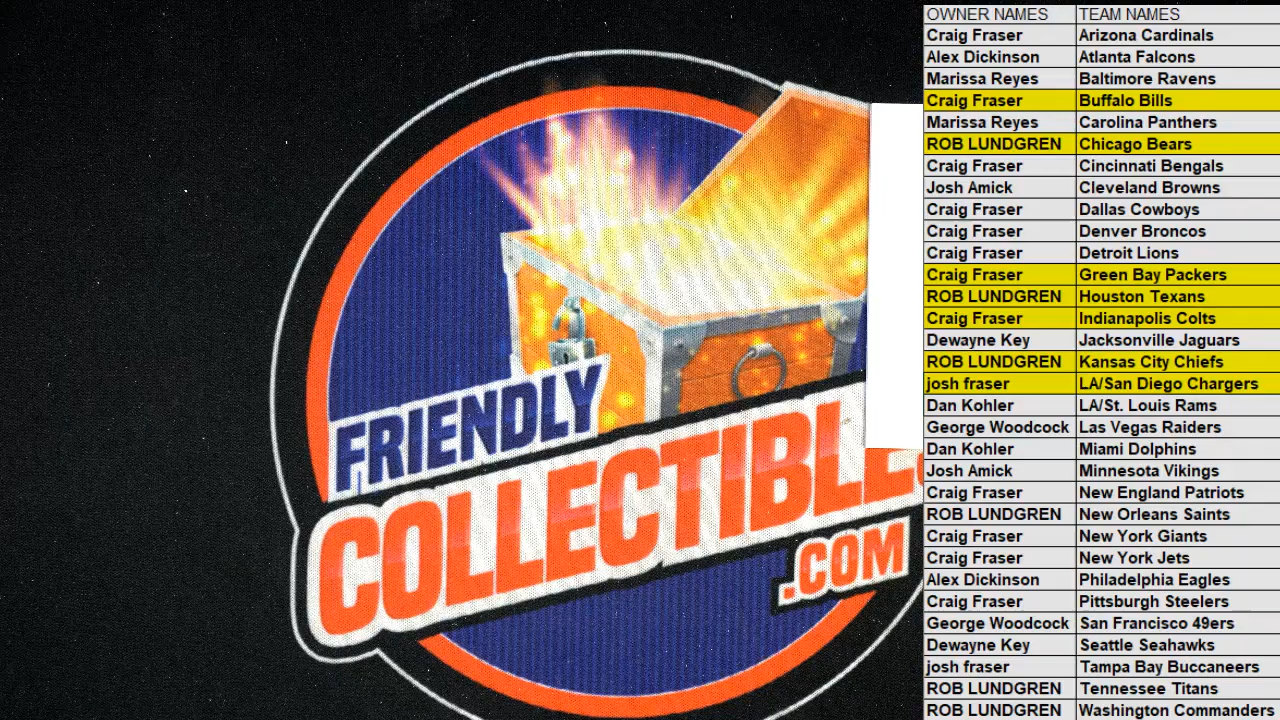 FRIENDLY
COLLECTIBLE
.COM
OWNER NAMES TEAM NAMES
Craig Fraser Arizona Cardinals
Alex Dickinson Atlanta Falcons
Marissa Reyes Baltimore Ravens
Craig Fraser Buffalo Bills
Marissa Reyes Carolina Panthers
ROB LUNDGREN Chicago Bears
Craig Fraser Cincinnati Bengals
Josh Amick Cleveland Browns
Craig Fraser Dallas Cowboys
Craig Fraser Denver Broncos
Craig Fraser Detroit Lions
Craig Fraser Green Bay Packers
ROB LUNDGREN Houston Texans
Craig Fraser Indianapolis Colts
Dewayne Key Jacksonville Jaguars
ROB LUNDGREN Kansas City Chiefs
josh fraser LA/San Diego Chargers
Dan Kohler LA/St. Louis Rams
George Woodcock Las Vegas Raiders
Dan Kohler Miami Dolphins
Josh Amick Minnesota Vikings
Craig Fraser New England Patriots
ROB LUNDGREN New Orleans Saints
Craig Fraser New York Giants
Craig Fraser New York Jets
Alex Dickinson Philadelphia Eagles
Craig Fraser Pittsburgh Steelers
George Woodcock San Francisco 49ers
Dewayne Key Seattle Seahawks
josh fraser Tampa Bay Buccaneers
ROB LUNDGREN Tennessee Titans
ROB LUNDGREN Washington Commanders